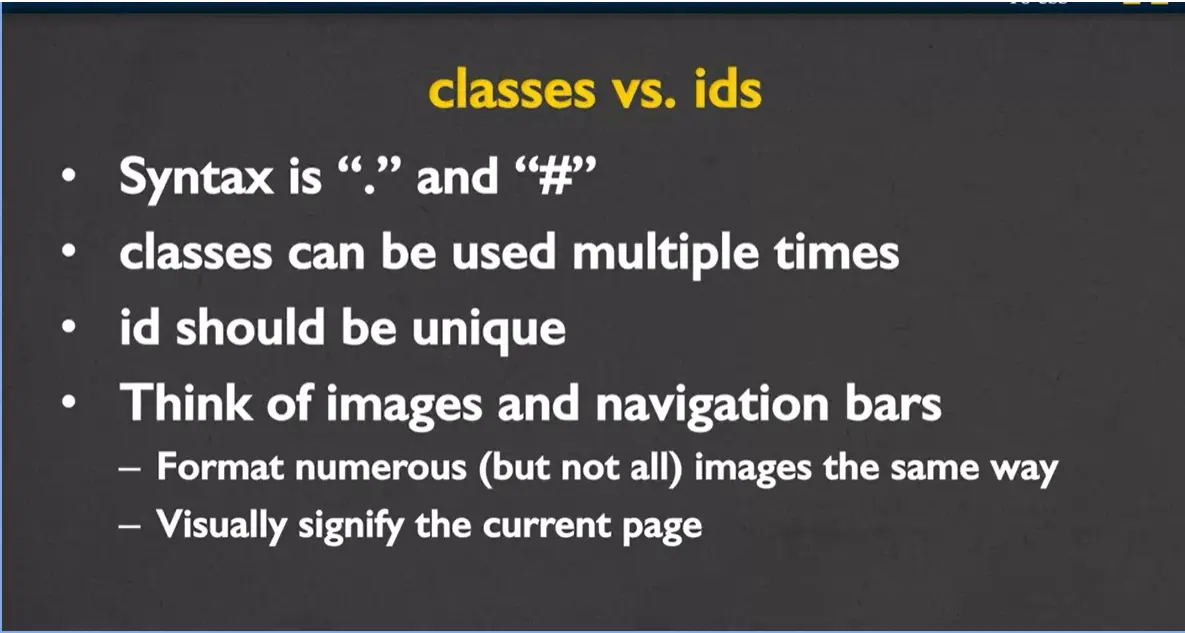 classes vs. ids
• Syntax is “.” and “#”
• classes can be used multiple times
• id should be unique
• Think of images and navigation bars
– Format numerous (but not all) images the same way
– Visually signify the current page